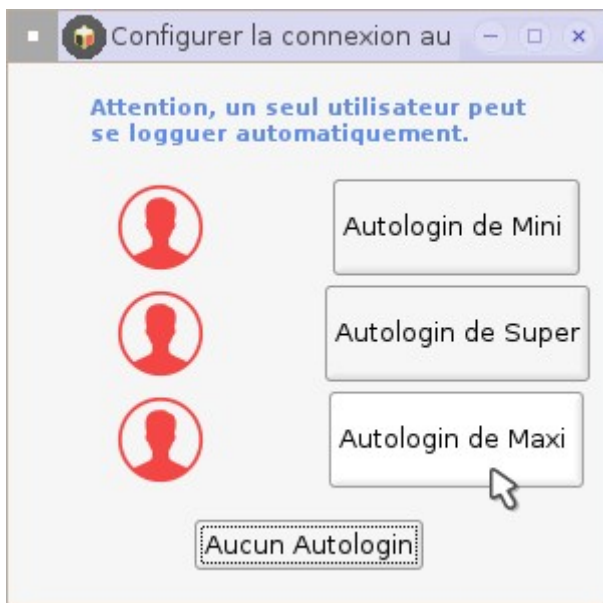 Configurer la connexion au
Attention, un seul utilisateur peut
se logguer automatiquement.
Autologin de Mini
Autologin de Super
Autologin de Maxi
Aucun Autologin